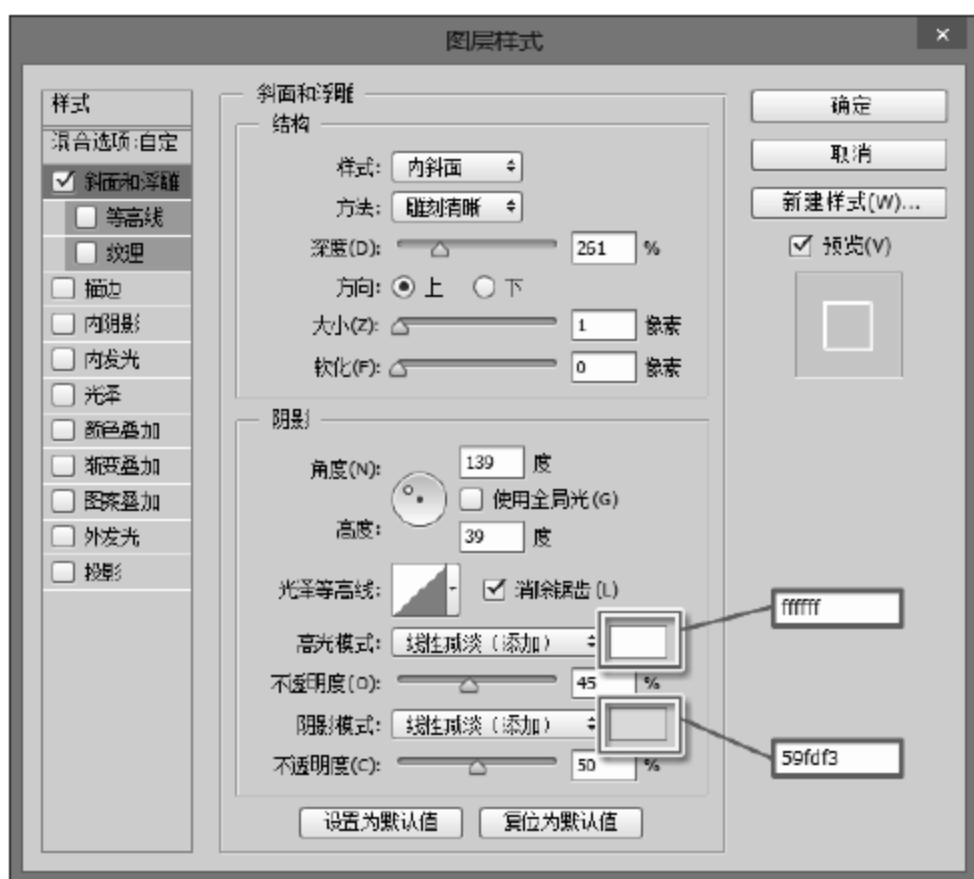 图层样式
样式
混合选项:自定
斜面和浮雕
等高线
纹理
描边
内阴影
内发光
光泽
颜色叠加
渐变叠加
图案叠加
外发光
投影
斜面和浮雕
结构
样式: 内斜面
方法: 雕刻清晰
深度(D): 261 %
方向: 上 下
大小(Z): 1 像素
软化(F): 0 像素
阴影
角度(N): 139 度
使用全局光(G)
高度: 39 度
光泽等高线: 消除锯齿(L)
高光模式: 线性减淡（添加）
不透明度(O): 45 %
阴影模式: 线性减淡（添加）
不透明度(C): 50 %
设置为默认值 复位为默认值
确定
取消
新建样式(W)...
预览(V)
ffffff
59fdf3